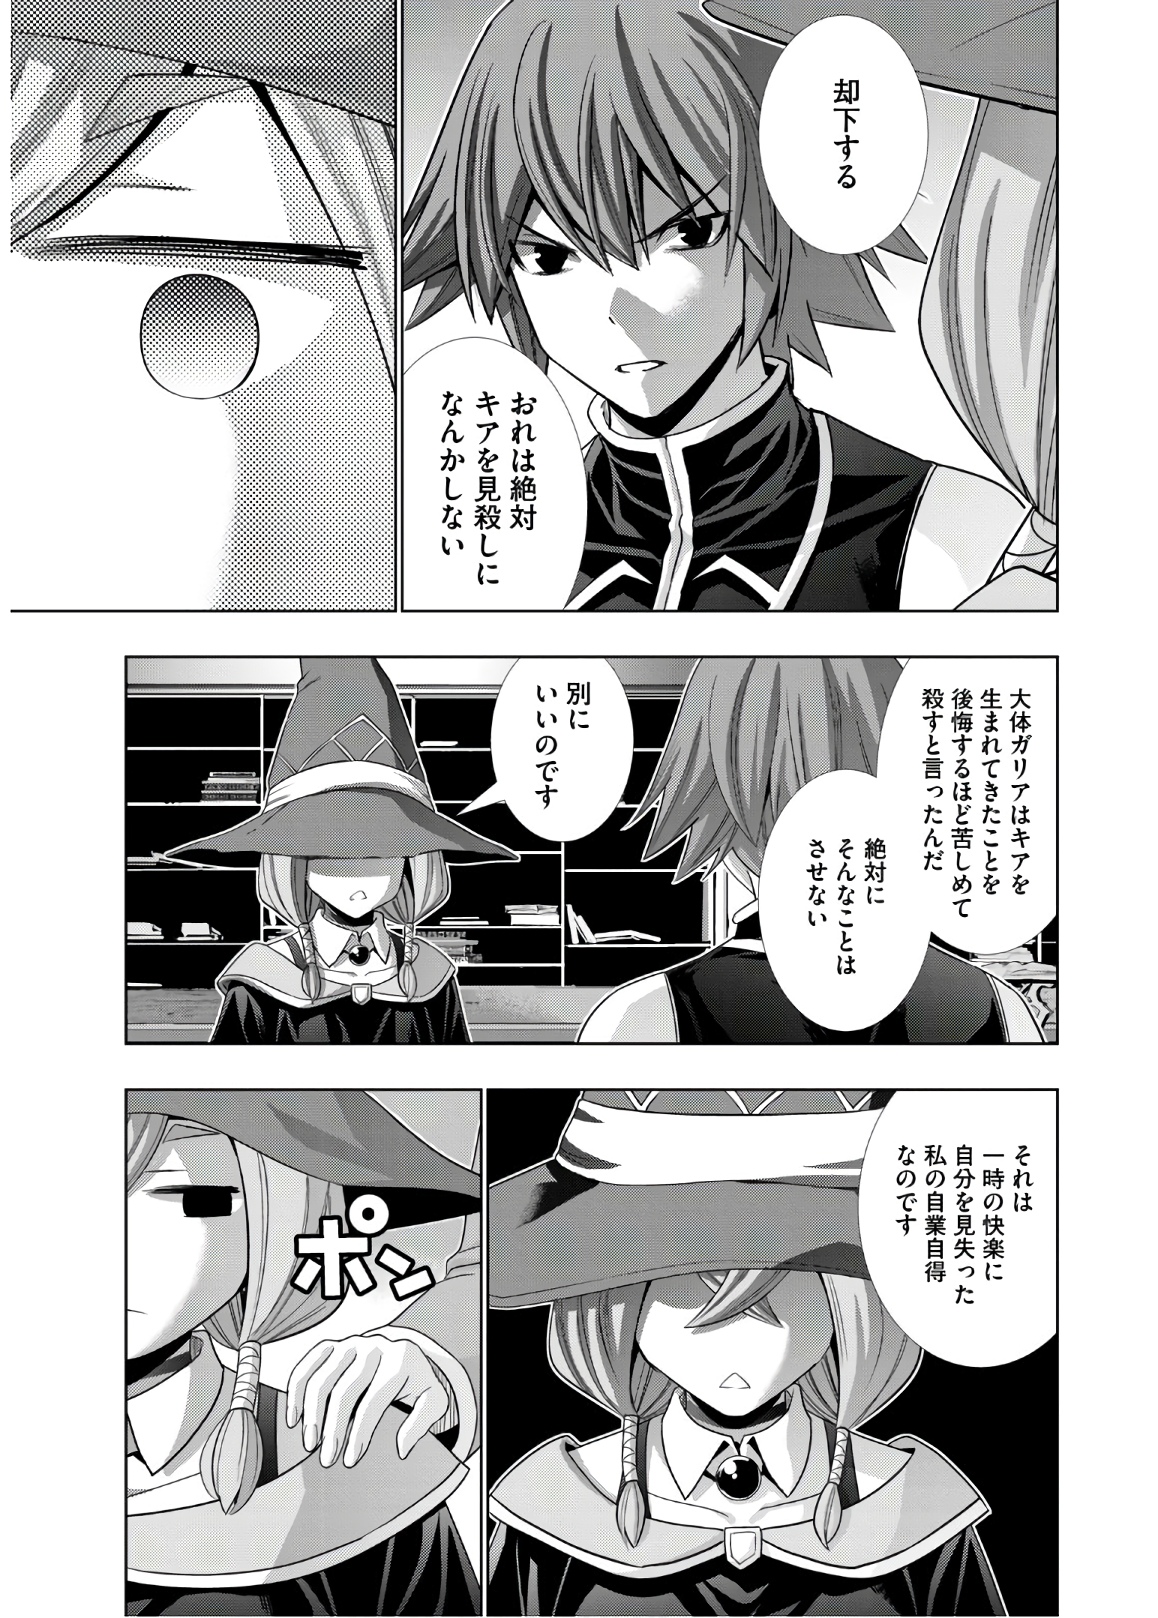 却下する
おれは絶対
キアを見殺しに
なんかしない
大体ガリアはキアを
生まれてきたことを
後悔するほど苦しめて
殺すと言ったんだ
絶対に
そんなことは
させない
別に
いいのです
それは
一時の快楽に
自分を見失った
私の自業自得
なのです
ポン